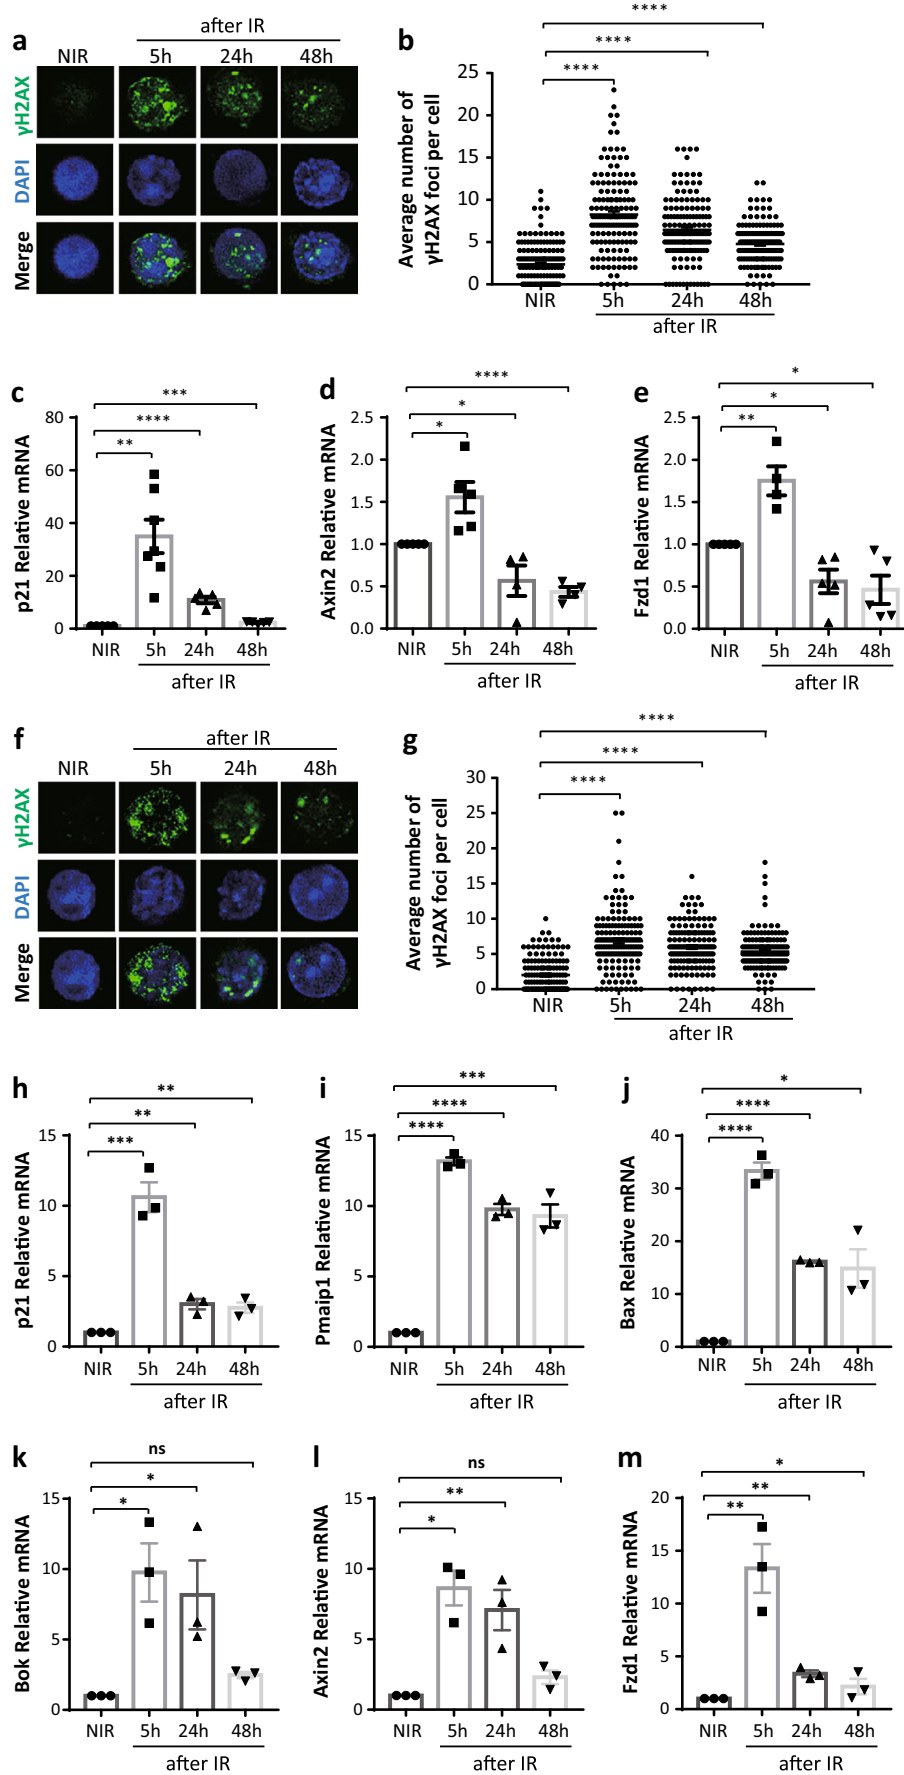 a
after IR
NIR 5h 24h 48h
γH2AX
DAPI
Merge
b
****
****
****
Average number of
γH2AX foci per cell
25
20
15
10
5
0
NIR 5h 24h 48h
after IR
c
***
****
**
p21 Relative mRNA
80
60
40
20
0
NIR 5h 24h 48h
after IR
d
****
*
*
Axin2 Relative mRNA
2.5
2.0
1.5
1.0
0.5
0.0
NIR 5h 24h 48h
after IR
e
*
*
**
Fzd1 Relative mRNA
2.5
2.0
1.5
1.0
0.5
0.0
NIR 5h 24h 48h
after IR
f
after IR
NIR 5h 24h 48h
γH2AX
DAPI
Merge
g
****
****
****
Average number of
γH2AX foci per cell
30
25
20
15
10
5
0
NIR 5h 24h 48h
after IR
h
**
**
***
p21 Relative mRNA
15
10
5
0
NIR 5h 24h 48h
after IR
i
***
****
****
Pmaip1 Relative mRNA
15
10
5
0
NIR 5h 24h 48h
after IR
j
*
****
****
Bax Relative mRNA
40
30
20
10
0
NIR 5h 24h 48h
after IR
k
ns
*
*
Bok Relative mRNA
15
10
5
0
NIR 5h 24h 48h
after IR
l
ns
**
*
Axin2 Relative mRNA
15
10
5
0
NIR 5h 24h 48h
after IR
m
*
**
**
Fzd1 Relative mRNA
20
15
10
5
0
NIR 5h 24h 48h
after IR